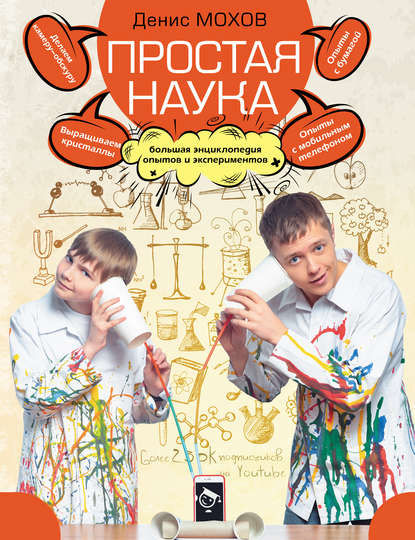 Денис МОХОВ
ПРОСТАЯ
НАУКА
Делаем
камеру-обскуру
Опыты
с бумагой
Выращиваем
кристаллы
Опыты
с мобильным
телефоном
большая энциклопедия
опытов и экспериментов
Более 200K подписчиков
на Youtube